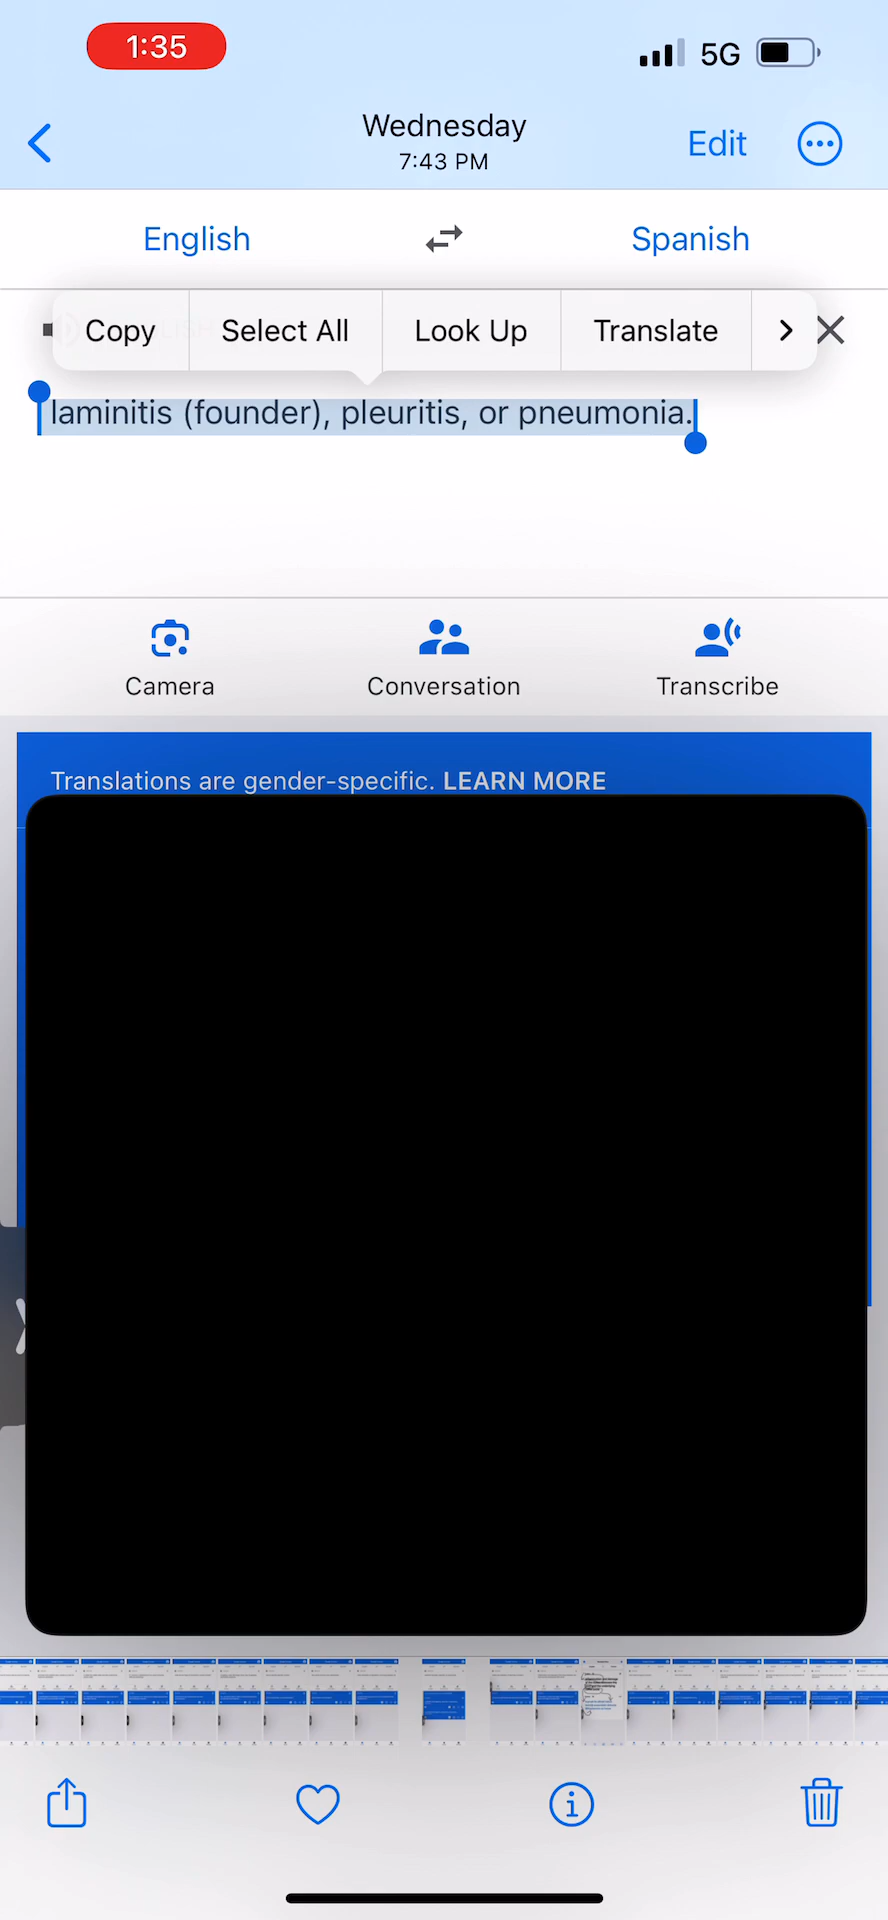 1:35
5G
Wednesday
7:43 PM
Edit
English
Spanish
Copy
Select All
Look Up
Translate
laminitis (founder), pleuritis, or pneumonia.
Camera
Conversation
Transcribe
Translations are gender-specific. LEARN MORE